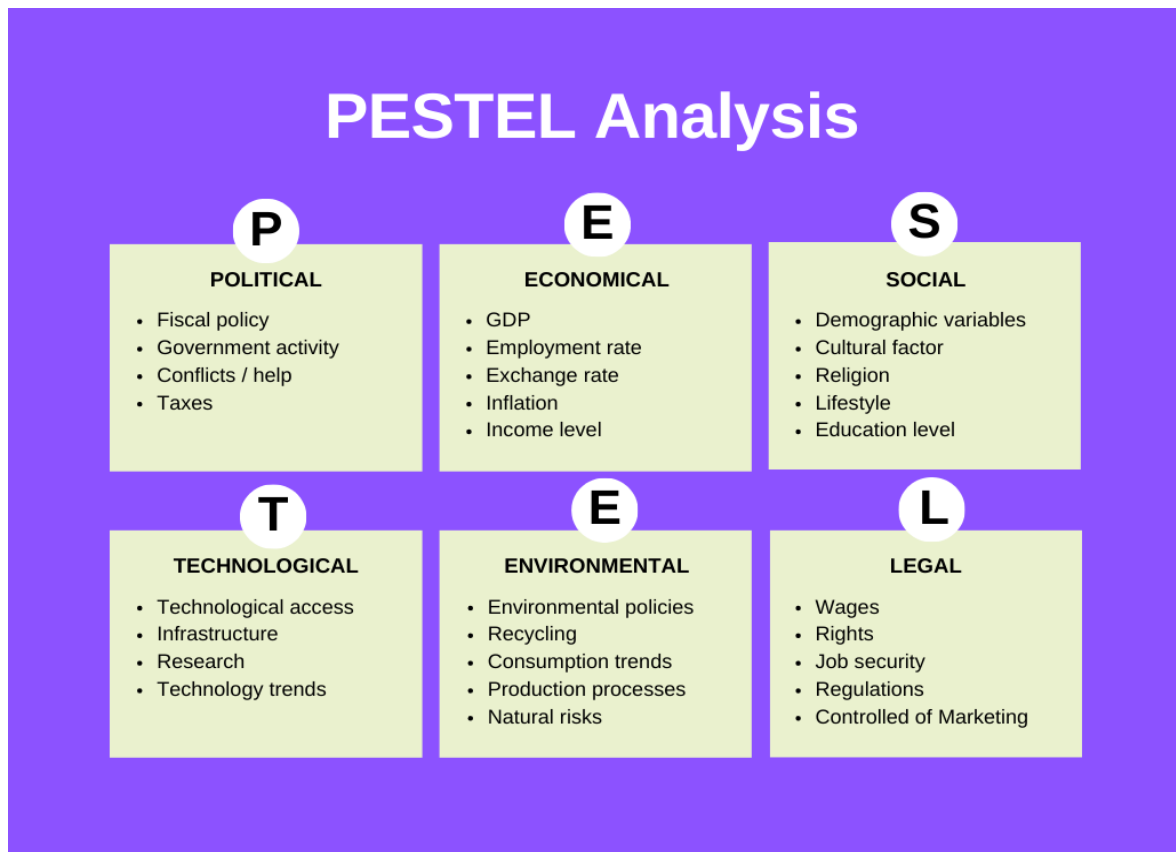 PESTEL Analysis
P
POLITICAL
Fiscal policy
Government activity
Conflicts / help
Taxes
E
ECONOMICAL
GDP
Employment rate
Exchange rate
Inflation
Income level
S
SOCIAL
Demographic variables
Cultural factor
Religion
Lifestyle
Education level
T
TECHNOLOGICAL
Technological access
Infrastructure
Research
Technology trends
E
ENVIRONMENTAL
Environmental policies
Recycling
Consumption trends
Production processes
Natural risks
L
LEGAL
Wages
Rights
Job security
Regulations
Controlled of Marketing